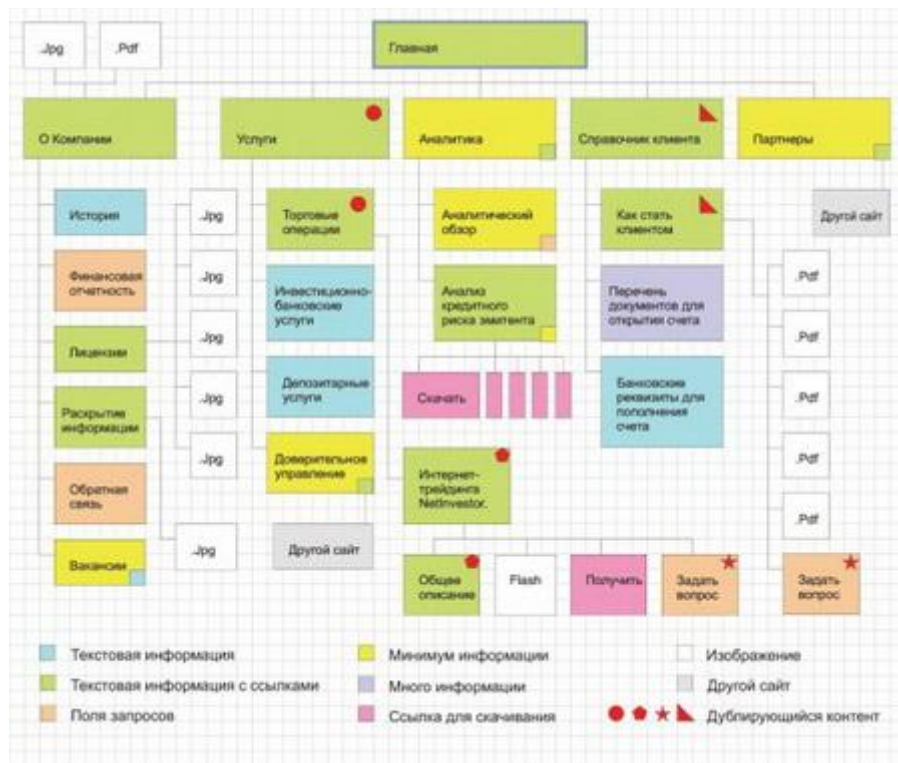 .Jpg
.Pdf
Главная
О Компании
Услуги
Аналитика
Справочник клиента
Партнеры
История
.Jpg
Торговые
операции
Аналитический
обзор
Как стать
клиентом
Другой сайт
Финансовая
отчетность
.Jpg
Инвестиционно-
банковские
услуги
Анализ
кредитного
риска эмитента
Перечень
документов для
открытия счета
.Pdf
Лицензии
.Jpg
.Pdf
Раскрытие
информации
.Jpg
Депозитарные
услуги
Скачать
Банковские
реквизиты для
пополнения
счета
.Pdf
Обратная
связь
.Jpg
Доверительное
управление
Интернет-
трейдинга
NetInvestor.
.Pdf
Вакансии
.Jpg
Другой сайт
.Pdf
Общее
описание
Flash
Получить
Задать
вопрос
Задать
вопрос
Текстовая информация
Минимум информации
Изображение
Текстовая информация с ссылками
Много информации
Другой сайт
Поля запросов
Ссылка для скачивания
Дублирующийся контент